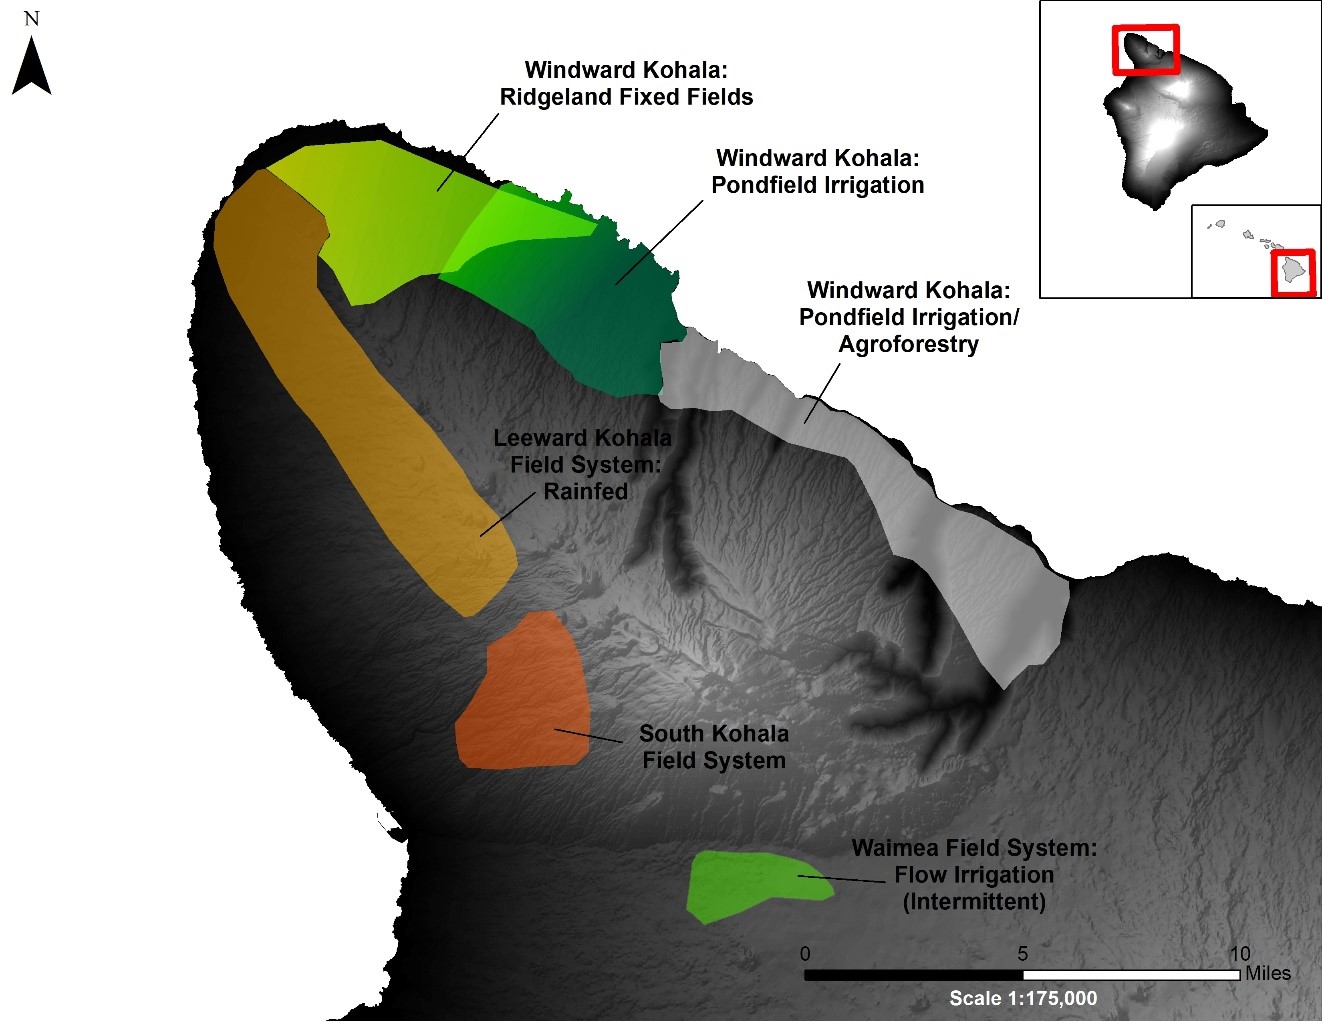 N
Windward Kohala:
Ridgeland Fixed Fields
Windward Kohala:
Pondfield Irrigation
Windward Kohala:
Pondfield Irrigation/
Agroforestry
Leeward Kohala
Field System:
Rainfed
South Kohala
Field System
Waimea Field System:
Flow Irrigation
(Intermittent)
0 5 10
Miles
Scale 1:175,000